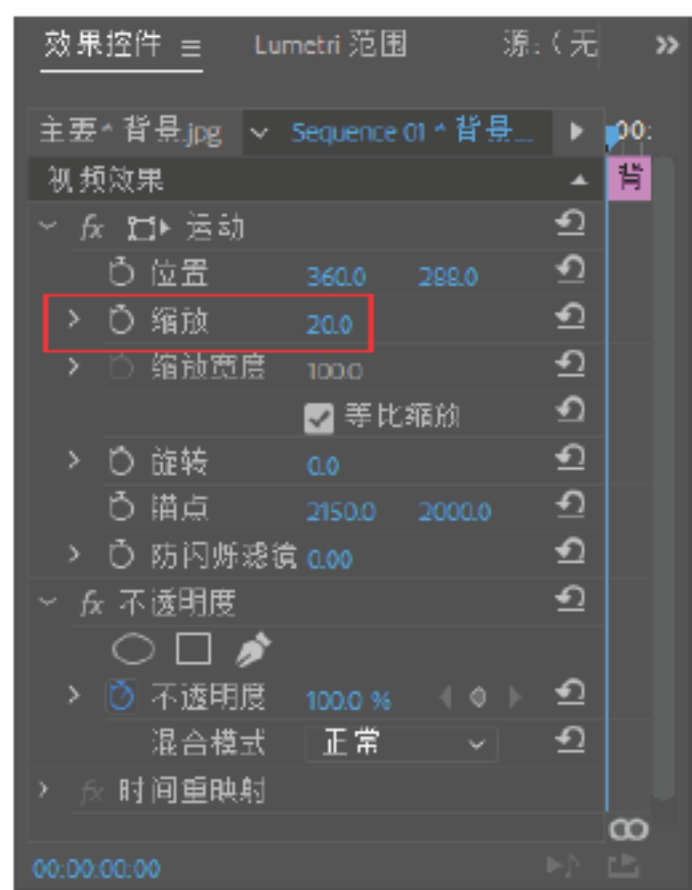 效果控件 ≡ Lumetri 范围 源:（无 »
主要 * 背景.jpg Sequence 01 * 背景... 00:
视频效果 背
fx 运动
位置 360.0 288.0
缩放 20.0
缩放宽度 100.0
等比缩放
旋转 0.0
锚点 2150.0 2000.0
防闪烁滤镜 0.00
fx 不透明度
不透明度 100.0 %
混合模式 正常
fx 时间重映射
00:00:00:00